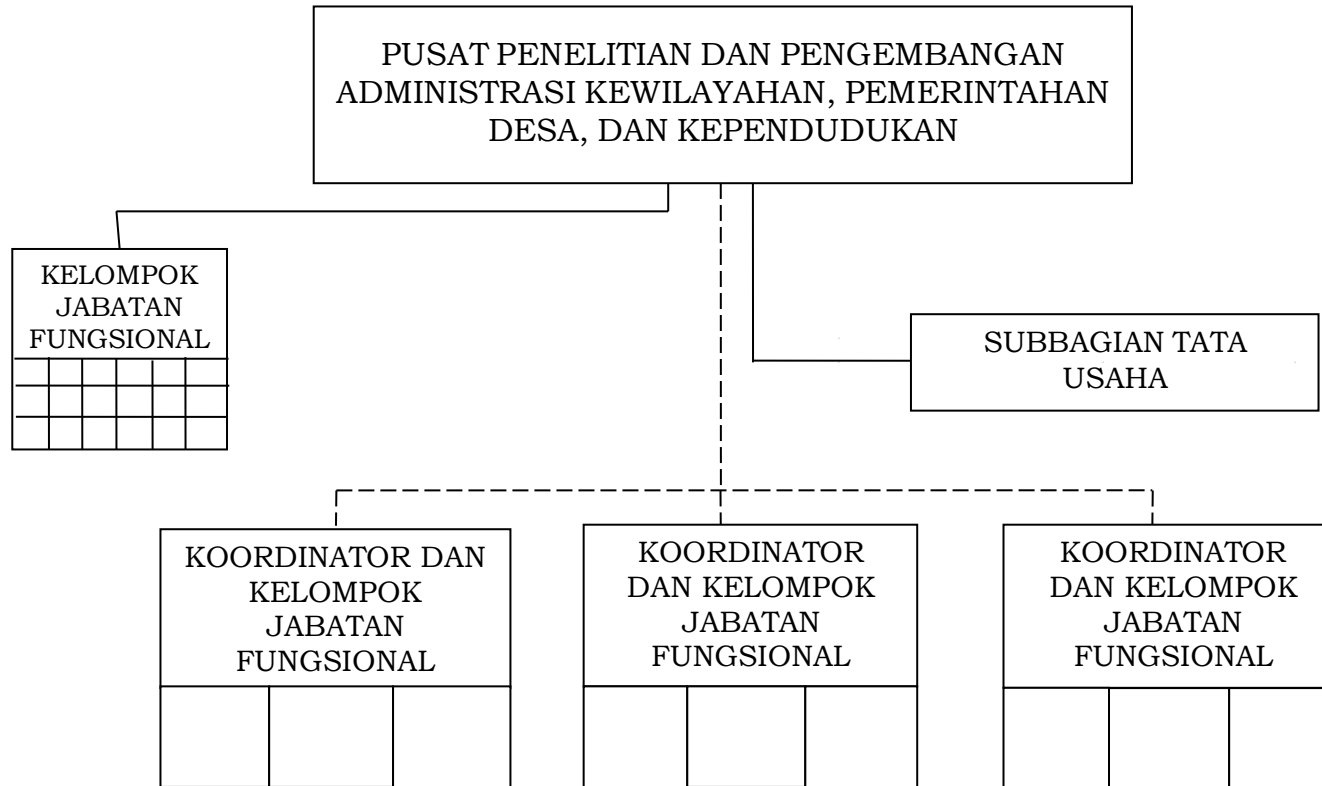 PUSAT PENELITIAN DAN PENGEMBANGAN
ADMINISTRASI KEWILAYAHAN, PEMERINTAHAN
DESA, DAN KEPENDUDUKAN
KELOMPOK
JABATAN
FUNGSIONAL
SUBBAGIAN TATA
USAHA
KOORDINATOR DAN
KELOMPOK
JABATAN
FUNGSIONAL
KOORDINATOR
DAN KELOMPOK
JABATAN
FUNGSIONAL
KOORDINATOR
DAN KELOMPOK
JABATAN
FUNGSIONAL